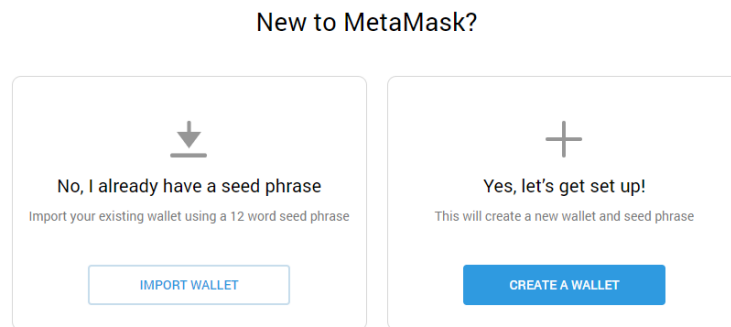 New to MetaMask?
No, I already have a seed phrase
Import your existing wallet using a 12 word seed phrase
IMPORT WALLET
Yes, let's get set up!
This will create a new wallet and seed phrase
CREATE A WALLET